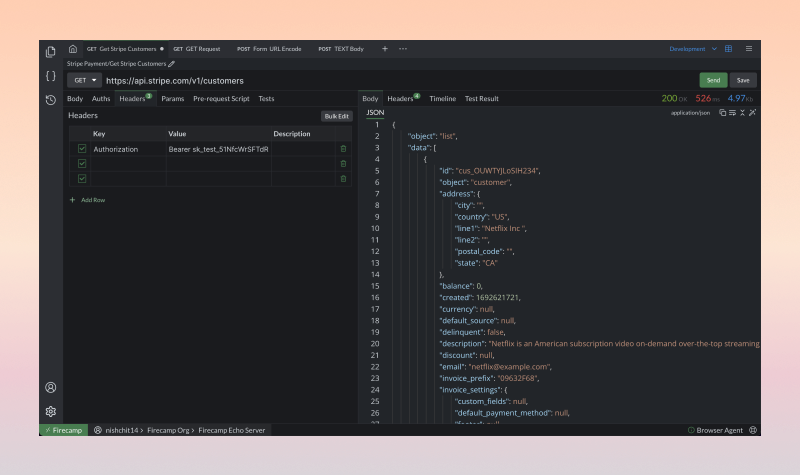 GET Get Stripe Customers GET GET Request POST Form URL Encode POST TEXT Body + ··· Development
Stripe Payment/Get Stripe Customers
GET https://api.stripe.com/v1/customers Send Save
Body Auths Headers 3 Params Pre-request Script Tests
Headers Bulk Edit
Key Value Description
Authorization Bearer sk_test_51NfcWrSFTdR
+ Add Row
Body Headers 4 Timeline Test Result 200 OK 526 ms 4.97 Kb
JSON application/json
1 {
2 "object": "list",
3 "data": [
4 {
5 "id": "cus_OUWTYJLoSIH234",
6 "object": "customer",
7 "address": {
8 "city": "",
9 "country": "US",
10 "line1": "Netflix Inc ",
11 "line2": "",
12 "postal_code": "",
13 "state": "CA"
14 },
15 "balance": 0,
16 "created": 1692621721,
17 "currency": null,
18 "default_source": null,
19 "delinquent": false,
20 "description": "Netflix is an American subscription video on-demand over-the-top streaming
21 "discount": null,
22 "email": "netflix@example.com",
23 "invoice_prefix": "09632F68",
24 "invoice_settings": {
25 "custom_fields": null,
26 "default_payment_method": null,
27 "footer": null
Firecamp nishchit14 > Firecamp Org > Firecamp Echo Server Browser Agent